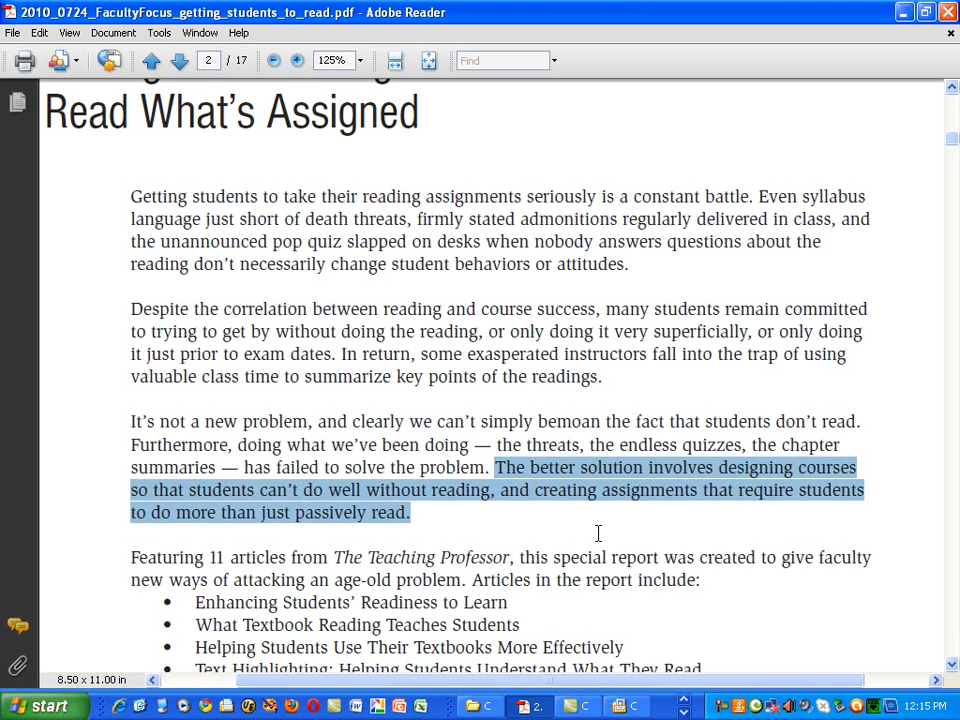 2010_0724_FacultyFocus_getting_students_to_read.pdf - Adobe Reader
File Edit View Document Tools Window Help
2 / 17 125% Find
Read What's Assigned
Getting students to take their reading assignments seriously is a constant battle. Even syllabus
language just short of death threats, firmly stated admonitions regularly delivered in class, and
the unannounced pop quiz slapped on desks when nobody answers questions about the
reading don't necessarily change student behaviors or attitudes.
Despite the correlation between reading and course success, many students remain committed
to trying to get by without doing the reading, or only doing it very superficially, or only doing
it just prior to exam dates. In return, some exasperated instructors fall into the trap of using
valuable class time to summarize key points of the readings.
It's not a new problem, and clearly we can't simply bemoan the fact that students don't read.
Furthermore, doing what we've been doing — the threats, the endless quizzes, the chapter
summaries — has failed to solve the problem. The better solution involves designing courses
so that students can't do well without reading, and creating assignments that require students
to do more than just passively read.
Featuring 11 articles from The Teaching Professor, this special report was created to give faculty
new ways of attacking an age-old problem. Articles in the report include:
• Enhancing Students' Readiness to Learn
• What Textbook Reading Teaches Students
• Helping Students Use Their Textbooks More Effectively
• Text Highlighting: Helping Students Understand What They Read
8.50 x 11.00 in
start C 2. C C 12:15 PM